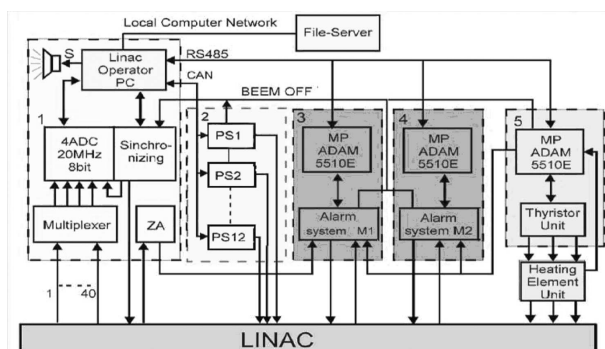 Local Computer Network
File-Server
S
Linac
Operator
PC
RS485
CAN
BEEM OFF
1
4ADC
20MHz
8bit
Sinchro-
nizing
Multiplexer
ZA
1
40
2
PS1
PS2
PS12
3
MP
ADAM
5510E
Alarm
system M1
4
MP
ADAM
5510E
Alarm
system M2
5
MP
ADAM
5510E
Thyristor
Unit
Heating
Element
Unit
LINAC